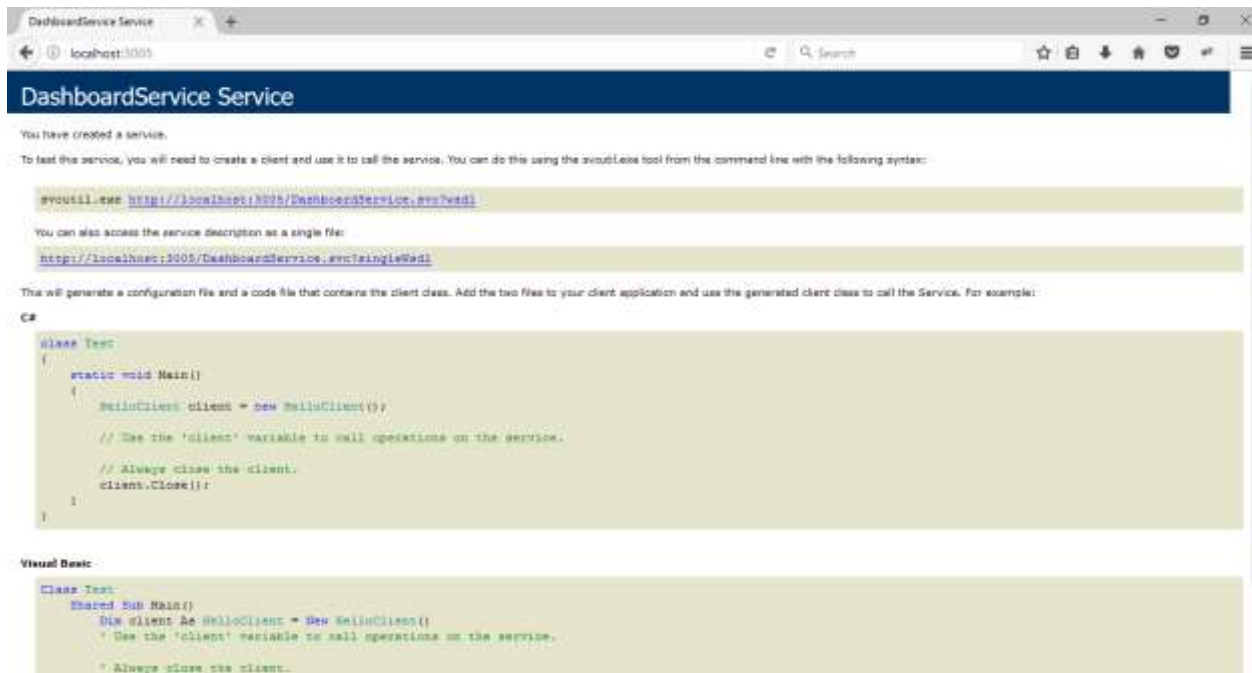 DashboardService Service
localhost:3005
Search
DashboardService Service
You have created a service.
To test this service, you will need to create a client and use it to call the service. You can do this using the svcutil.exe tool from the command line with the following syntax:
svcutil.exe http://localhost:3005/DashboardService.svc?wsdl
You can also access the service description as a single file:
http://localhost:3005/DashboardService.svc?singleWsdl
This will generate a configuration file and a code file that contains the client class. Add the two files to your client application and use the generated client class to call the Service. For example:
C#
class Test
{
static void Main()
{
HelloClient client = new HelloClient();
// Use the 'client' variable to call operations on the service.
// Always close the client.
client.Close();
}
}
Visual Basic
Class Test
Shared Sub Main()
Dim client As HelloClient = New HelloClient()
' Use the 'client' variable to call operations on the service.
' Always close the client.